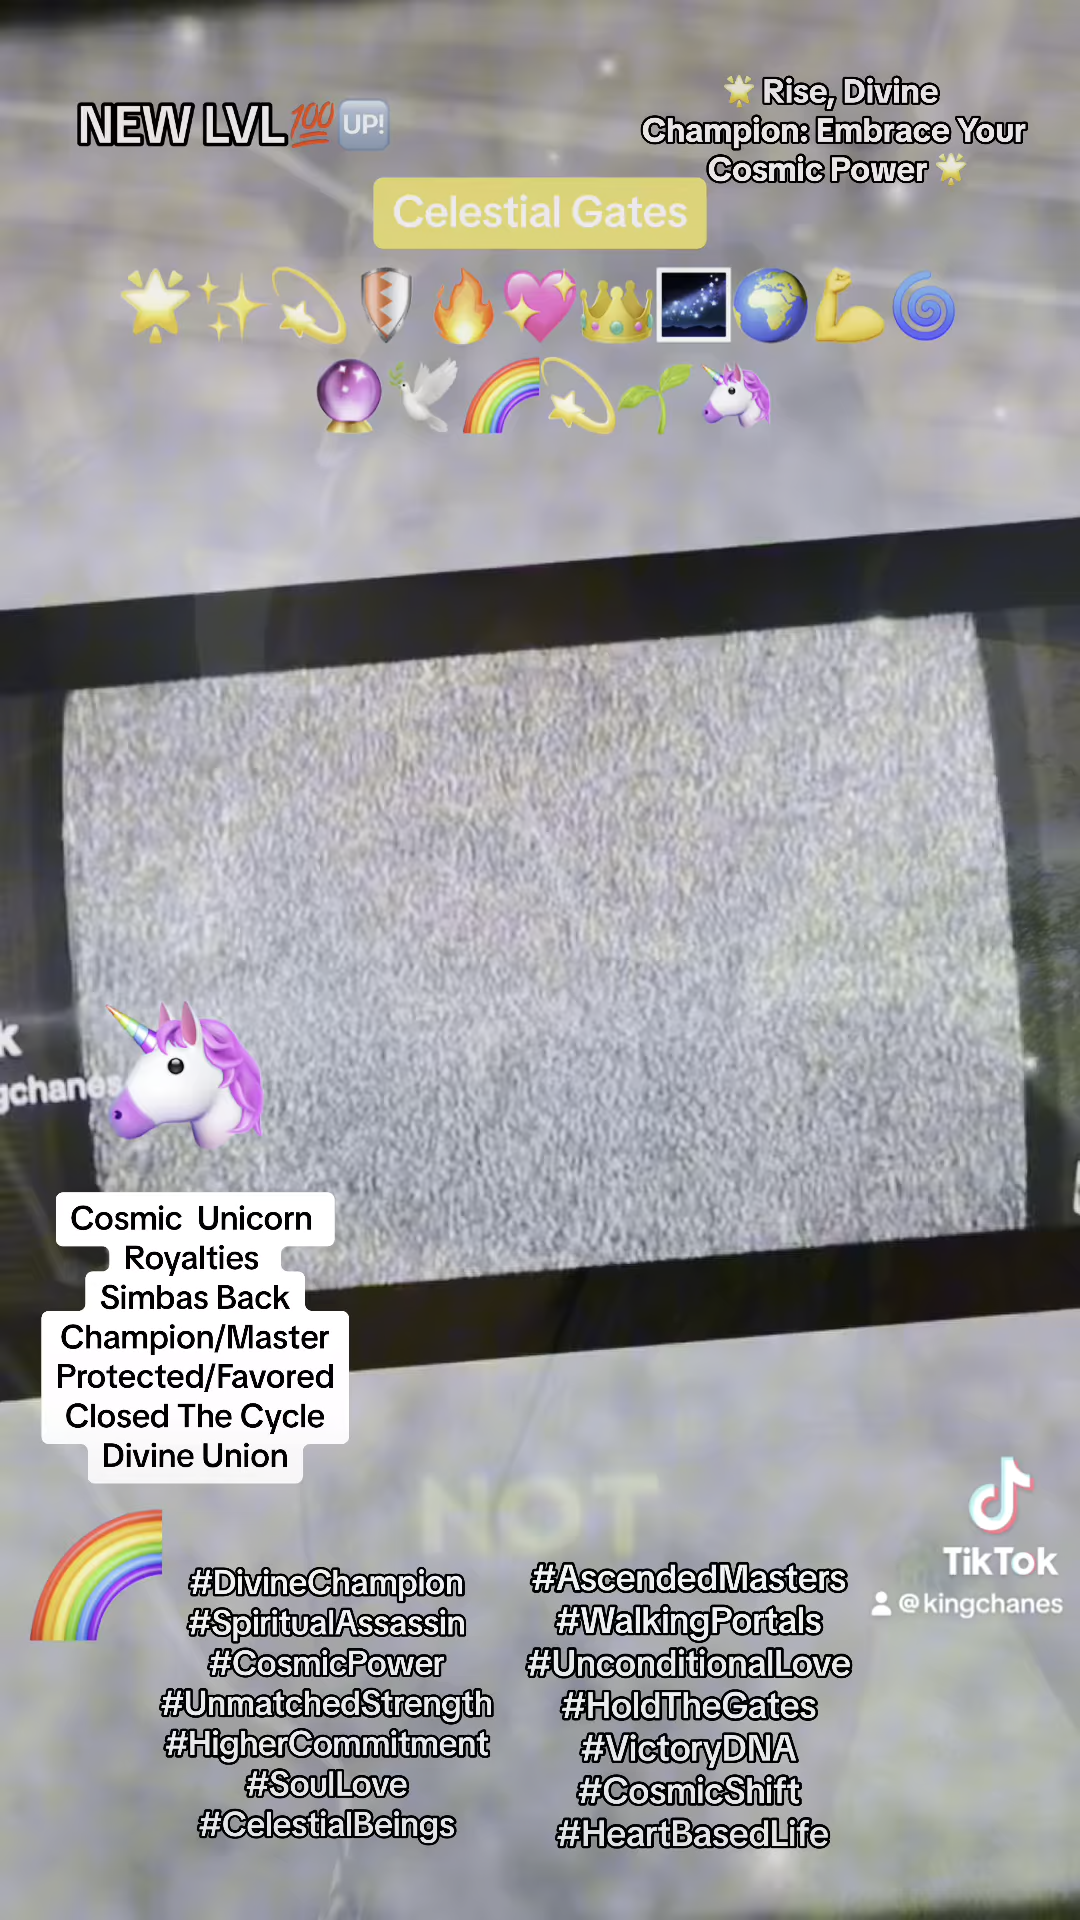 NEW LVL💯🆙
🌟 Rise, Divine
Champion: Embrace Your
Cosmic Power 🌟
Celestial Gates
🌟✨💫🛡️🔥💖👑🌌🌍💪🌀
🔮🕊️🌈💫🌱🦄
k
gchanes
Cosmic Unicorn
Royalties
Simbas Back
Champion/Master
Protected/Favored
Closed The Cycle
Divine Union
NOT
#DivineChampion
#SpiritualAssassin
#CosmicPower
#UnmatchedStrength
#HigherCommitment
#SoulLove
#CelestialBeings
#AscendedMasters
#WalkingPortals
#UnconditionalLove
#HoldTheGates
#VictoryDNA
#CosmicShift
#HeartBasedLife
TikTok
@kingchanes